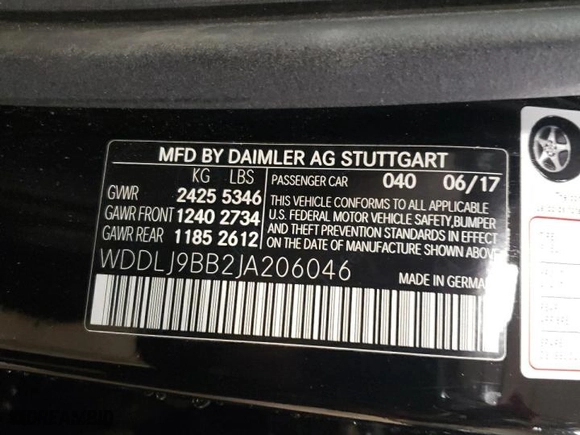 MFD BY DAIMLER AG STUTTGART
KG LBS
GVWR 2425 5346
GAWR FRONT 1240 2734
GAWR REAR 1185 2612
PASSENGER CAR 040 06/17
THIS VEHICLE CONFORMS TO ALL APPLICABLE
U.S. FEDERAL MOTOR VEHICLE SAFETY, BUMPER
AND THEFT PREVENTION STANDARDS IN EFFECT
ON THE DATE OF MANUFACTURE SHOWN ABOVE.
WDDLJ9BB2JA206046
MADE IN GERMANY